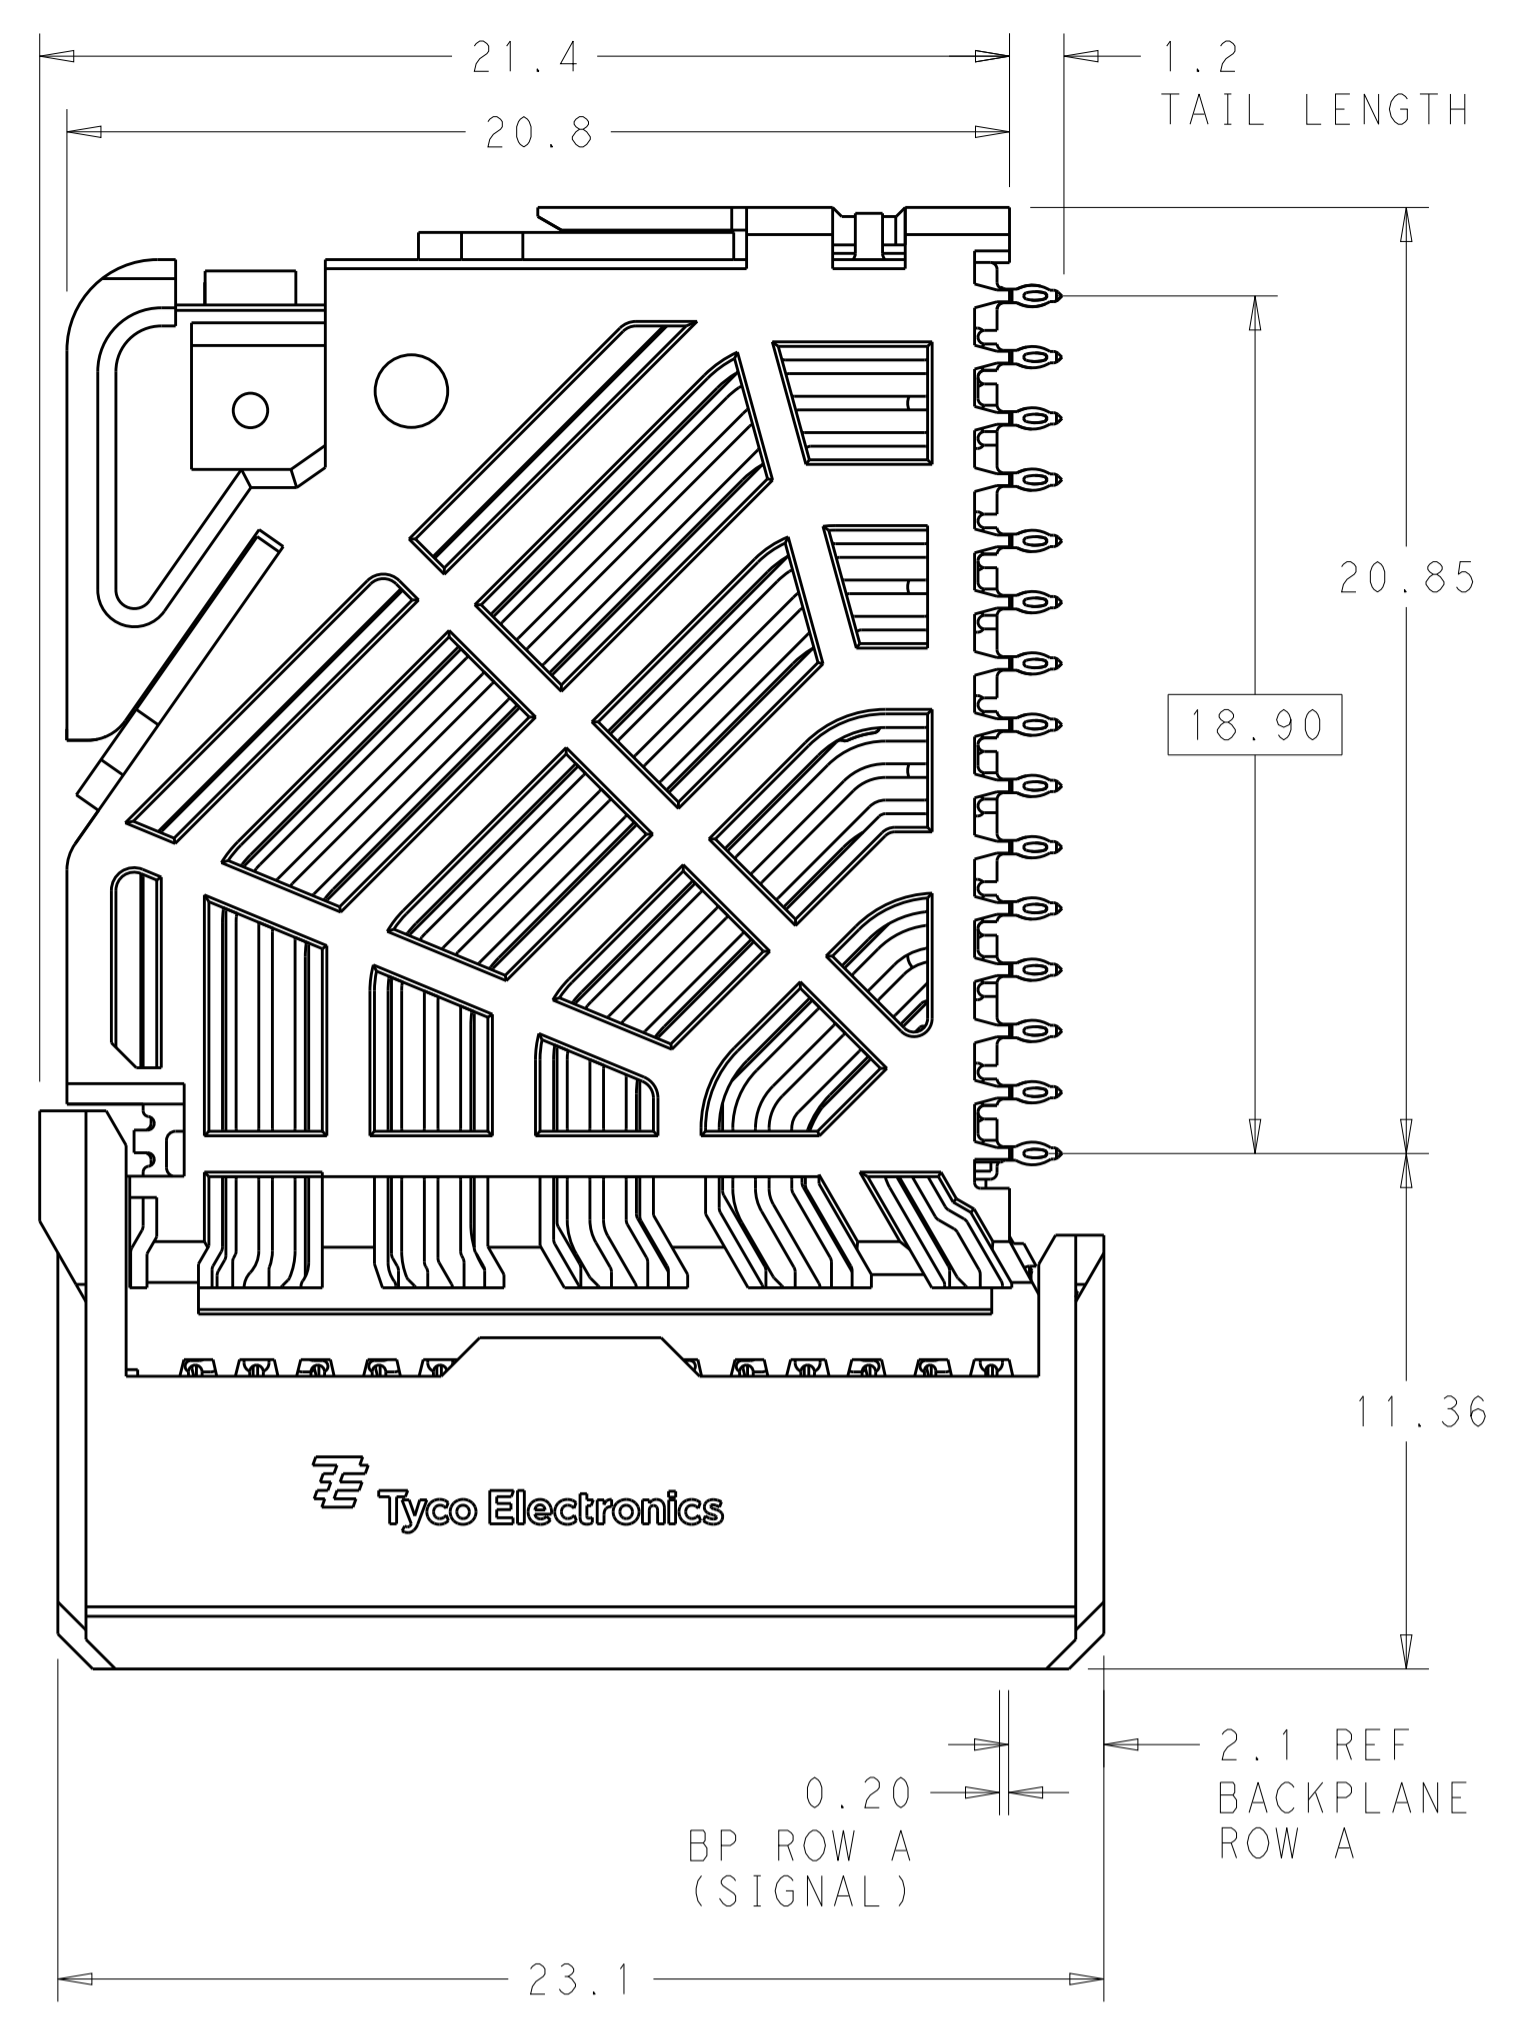 21.4
1.2
TAIL LENGTH
20.8
20.85
18.90
11.36
Tyco Electronics
2.1 REF
BACKPLANE
ROW A
0.20
BP ROW A
(SIGNAL)
23.1